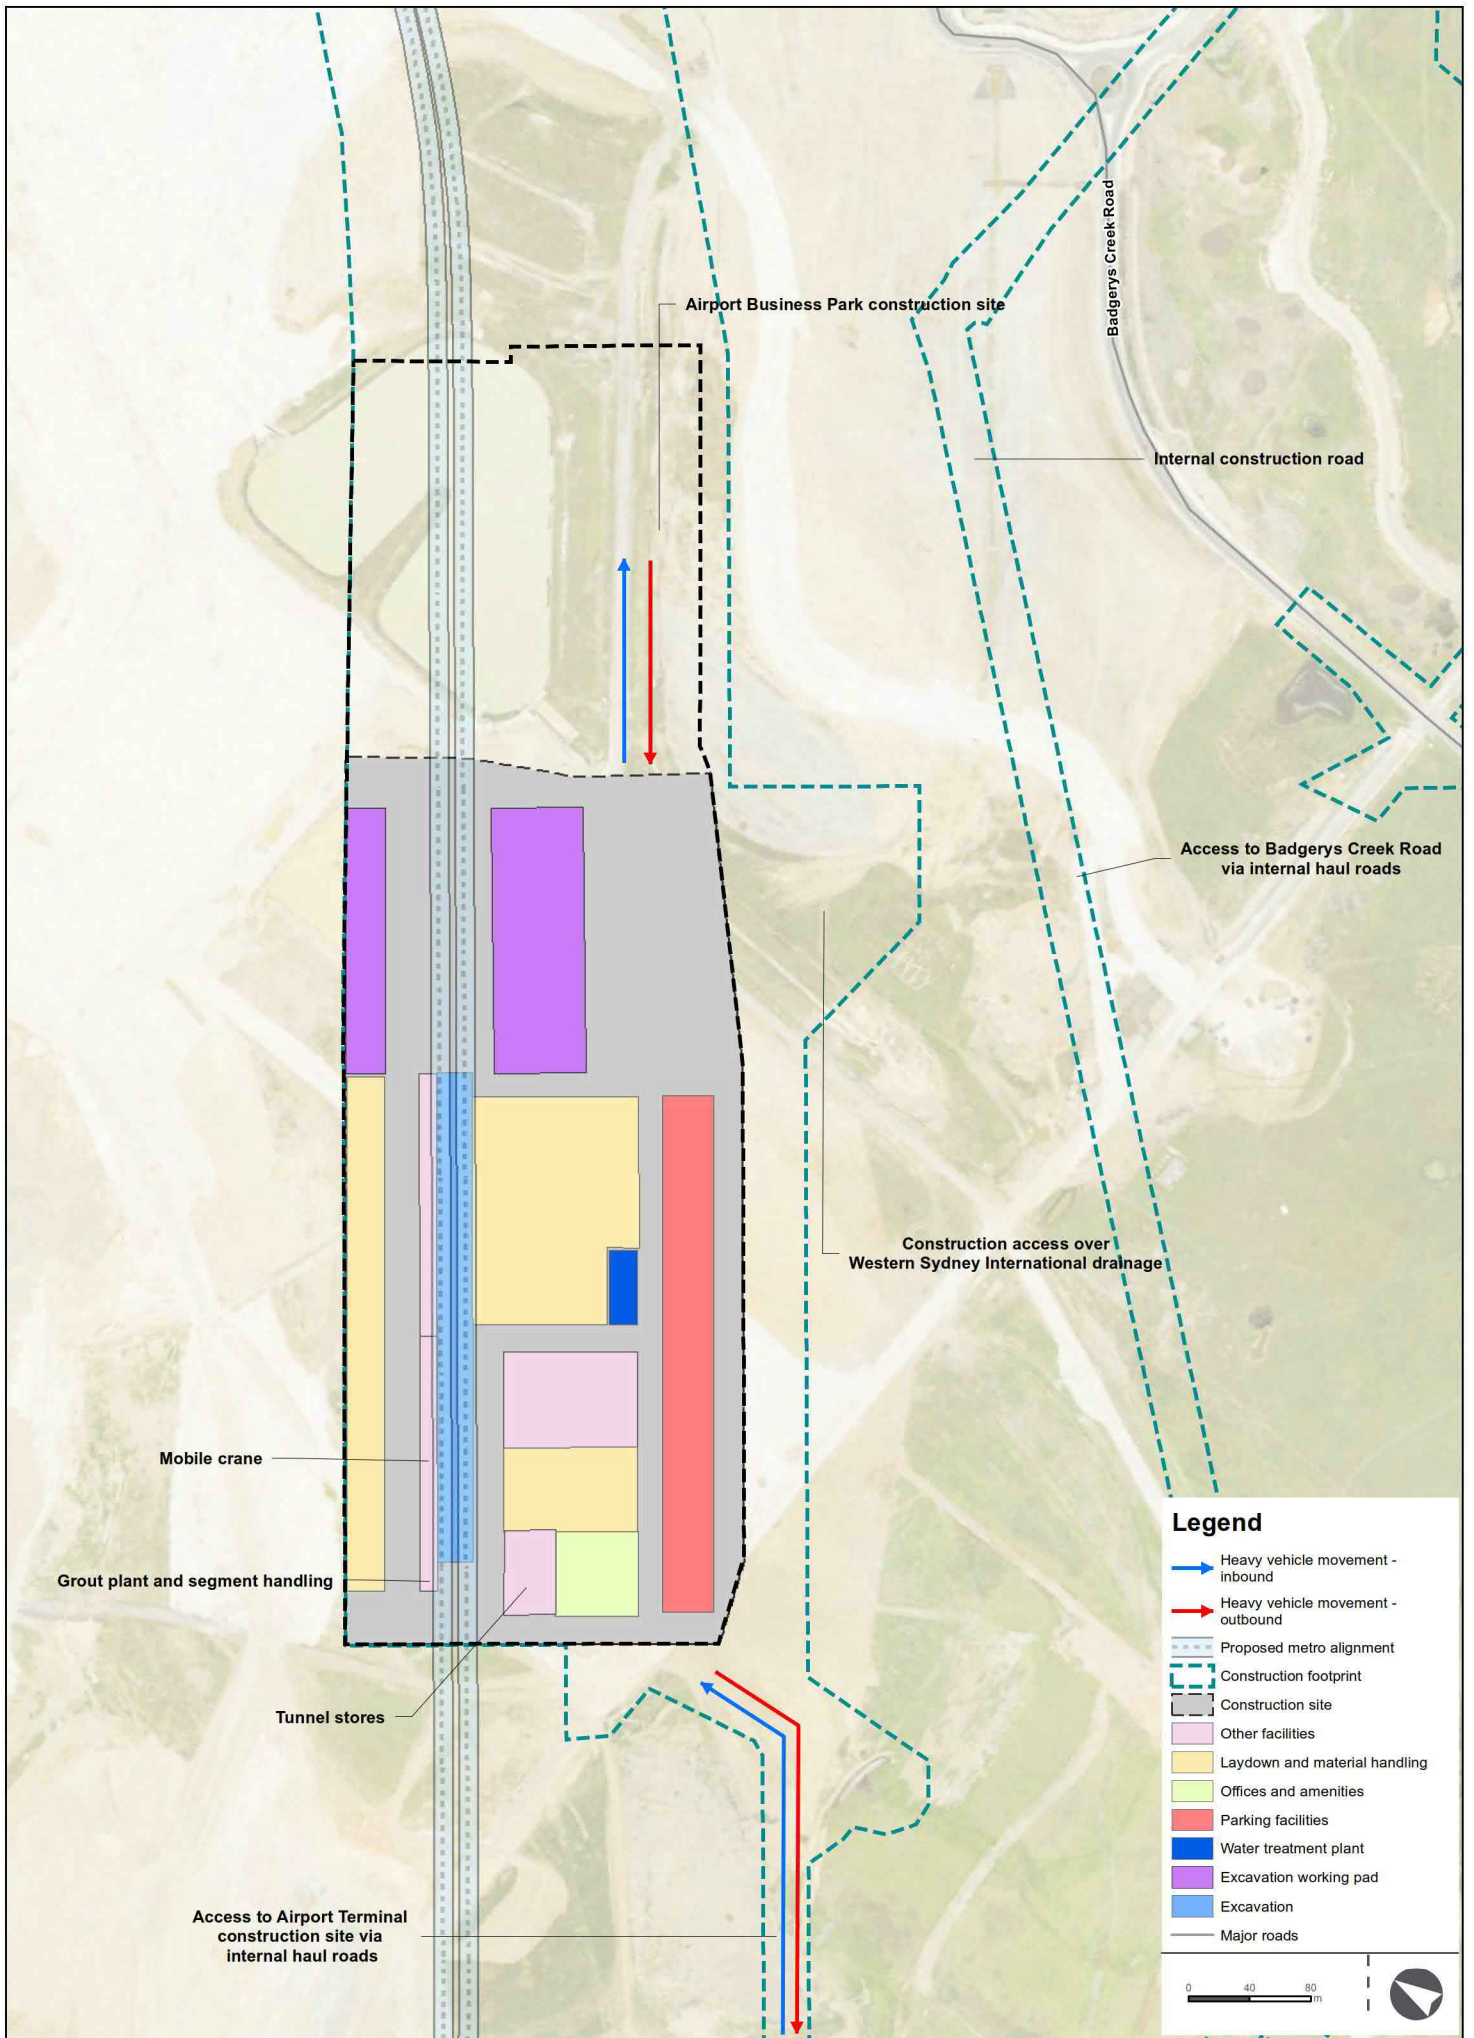 Badgerys Creek Road
Airport Business Park construction site
Internal construction road
Access to Badgerys Creek Road
via internal haul roads
Construction access over
Western Sydney International drainage
Mobile crane
Grout plant and segment handling
Tunnel stores
Access to Airport Terminal
construction site via
internal haul roads
Legend
Heavy vehicle movement -
inbound
Heavy vehicle movement -
outbound
Proposed metro alignment
Construction footprint
Construction site
Other facilities
Laydown and material handling
Offices and amenities
Parking facilities
Water treatment plant
Excavation working pad
Excavation
Major roads
0 40 80
m